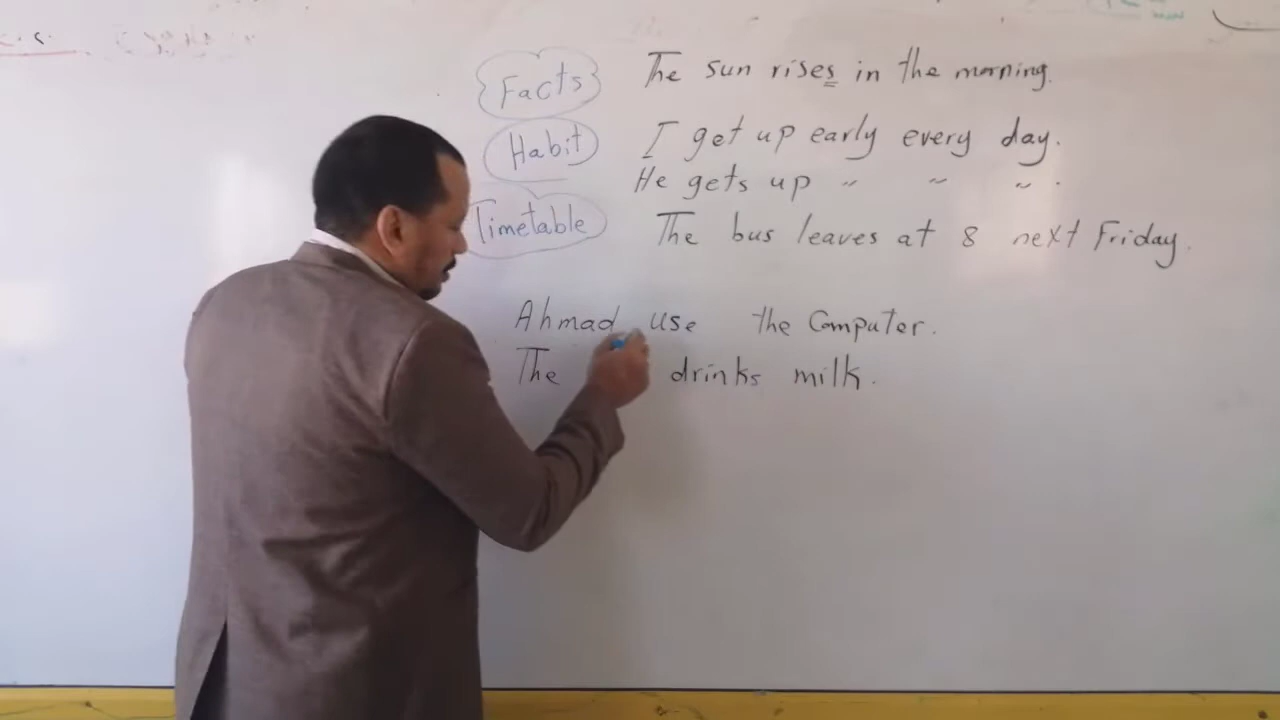 Facts The sun rises in the morning.
Habit I get up early every day.
He gets up 〃 〃 〃 .
Timetable The bus leaves at 8 next Friday.
Ahmad use the Computer.
The drinks milk.